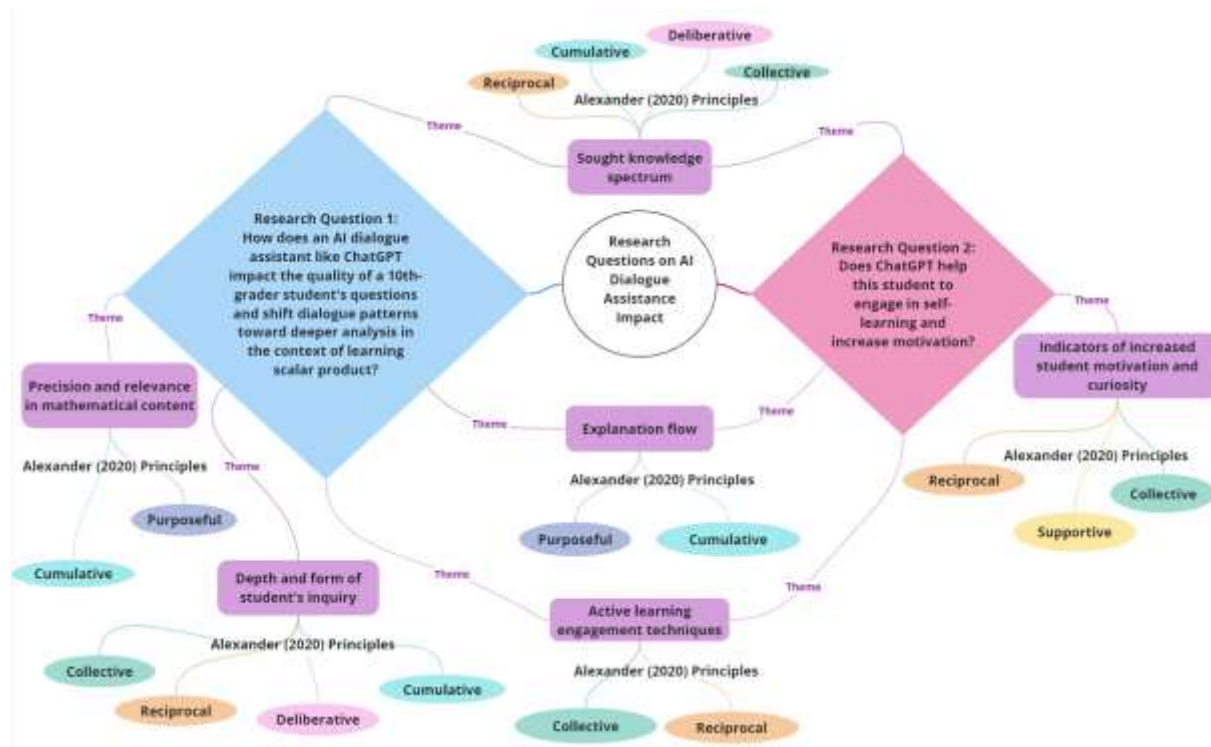 Deliberative
Cumulative
Collective
Reciprocal
Alexander (2020) Principles
Theme
Theme
Sought knowledge
spectrum
Research Question 1:
How does an AI dialogue
assistant like ChatGPT
impact the quality of a 10th-
grader student's questions
and shift dialogue patterns
toward deeper analysis in
the context of learning
scalar product?
Research
Questions on AI
Dialogue
Assistance
Impact
Research Question 2:
Does ChatGPT help
this student to
engage in self-
learning and
increase motivation?
Theme
Theme
Indicators of increased
student motivation and
curiosity
Precision and relevance
in mathematical content
Theme
Explanation flow
Theme
Alexander (2020) Principles
Theme
Alexander (2020) Principles
Alexander (2020) Principles
Reciprocal
Collective
Supportive
Purposeful
Cumulative
Purposeful
Cumulative
Depth and form of
student's inquiry
Theme
Theme
Active learning
engagement techniques
Alexander (2020) Principles
Alexander (2020) Principles
Collective
Cumulative
Reciprocal
Deliberative
Collective
Reciprocal